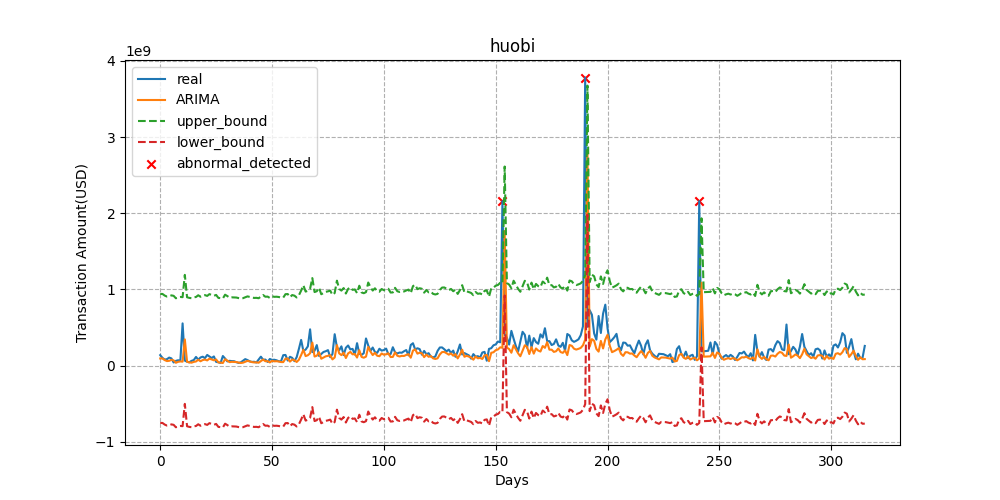 huobi
1e9
real
ARIMA
upper_bound
lower_bound
abnormal_detected
4
3
2
1
0
−1
Transaction Amount(USD)
0 50 100 150 200 250 300
Days